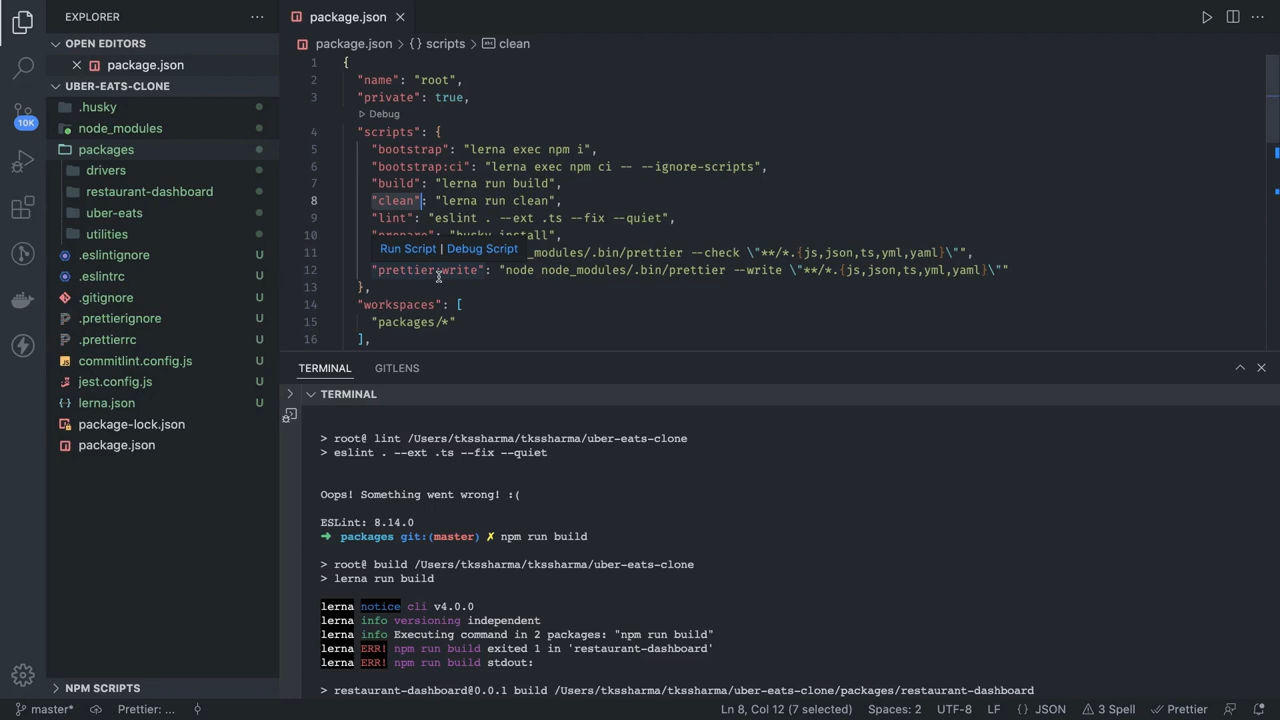 EXPLORER
OPEN EDITORS
package.json
UBER-EATS-CLONE
.husky
node_modules
packages
drivers
restaurant-dashboard
uber-eats
utilities
.eslintignore U
.eslintrc U
.gitignore U
.prettierignore U
.prettierrc U
commitlint.config.js U
jest.config.js U
lerna.json U
package-lock.json
package.json
NPM SCRIPTS
10K
package.json
package.json > {} scripts > abc clean
1 {
2 "name": "root",
3 "private": true,
Debug
4 "scripts": {
5 "bootstrap": "lerna exec npm i",
6 "bootstrap:ci": "lerna exec npm ci -- --ignore-scripts",
7 "build": "lerna run build",
8 "clean": "lerna run clean",
9 "lint": "eslint . --ext .ts --fix --quiet",
10 "prepare": "husky install",
Run Script | Debug Script
11 _modules/.bin/prettier --check \"**/*.{js,json,ts,yml,yaml}\"",
12 "prettier:write": "node node_modules/.bin/prettier --write \"**/*.{js,json,ts,yml,yaml}\""
13 },
14 "workspaces": [
15 "packages/*"
16 ],
TERMINAL GITLENS
TERMINAL
> root@ lint /Users/tkssharma/tkssharma/uber-eats-clone
> eslint . --ext .ts --fix --quiet
Oops! Something went wrong! :(
ESLint: 8.14.0
➜ packages git:(master) ✗ npm run build
> root@ build /Users/tkssharma/tkssharma/uber-eats-clone
> lerna run build
lerna notice cli v4.0.0
lerna info versioning independent
lerna info Executing command in 2 packages: "npm run build"
lerna ERR! npm run build exited 1 in 'restaurant-dashboard'
lerna ERR! npm run build stdout:
> restaurant-dashboard@0.0.1 build /Users/tkssharma/tkssharma/uber-eats-clone/packages/restaurant-dashboard
master* Prettier: ... Ln 8, Col 12 (7 selected) Spaces: 2 UTF-8 LF {} JSON 3 Spell Prettier